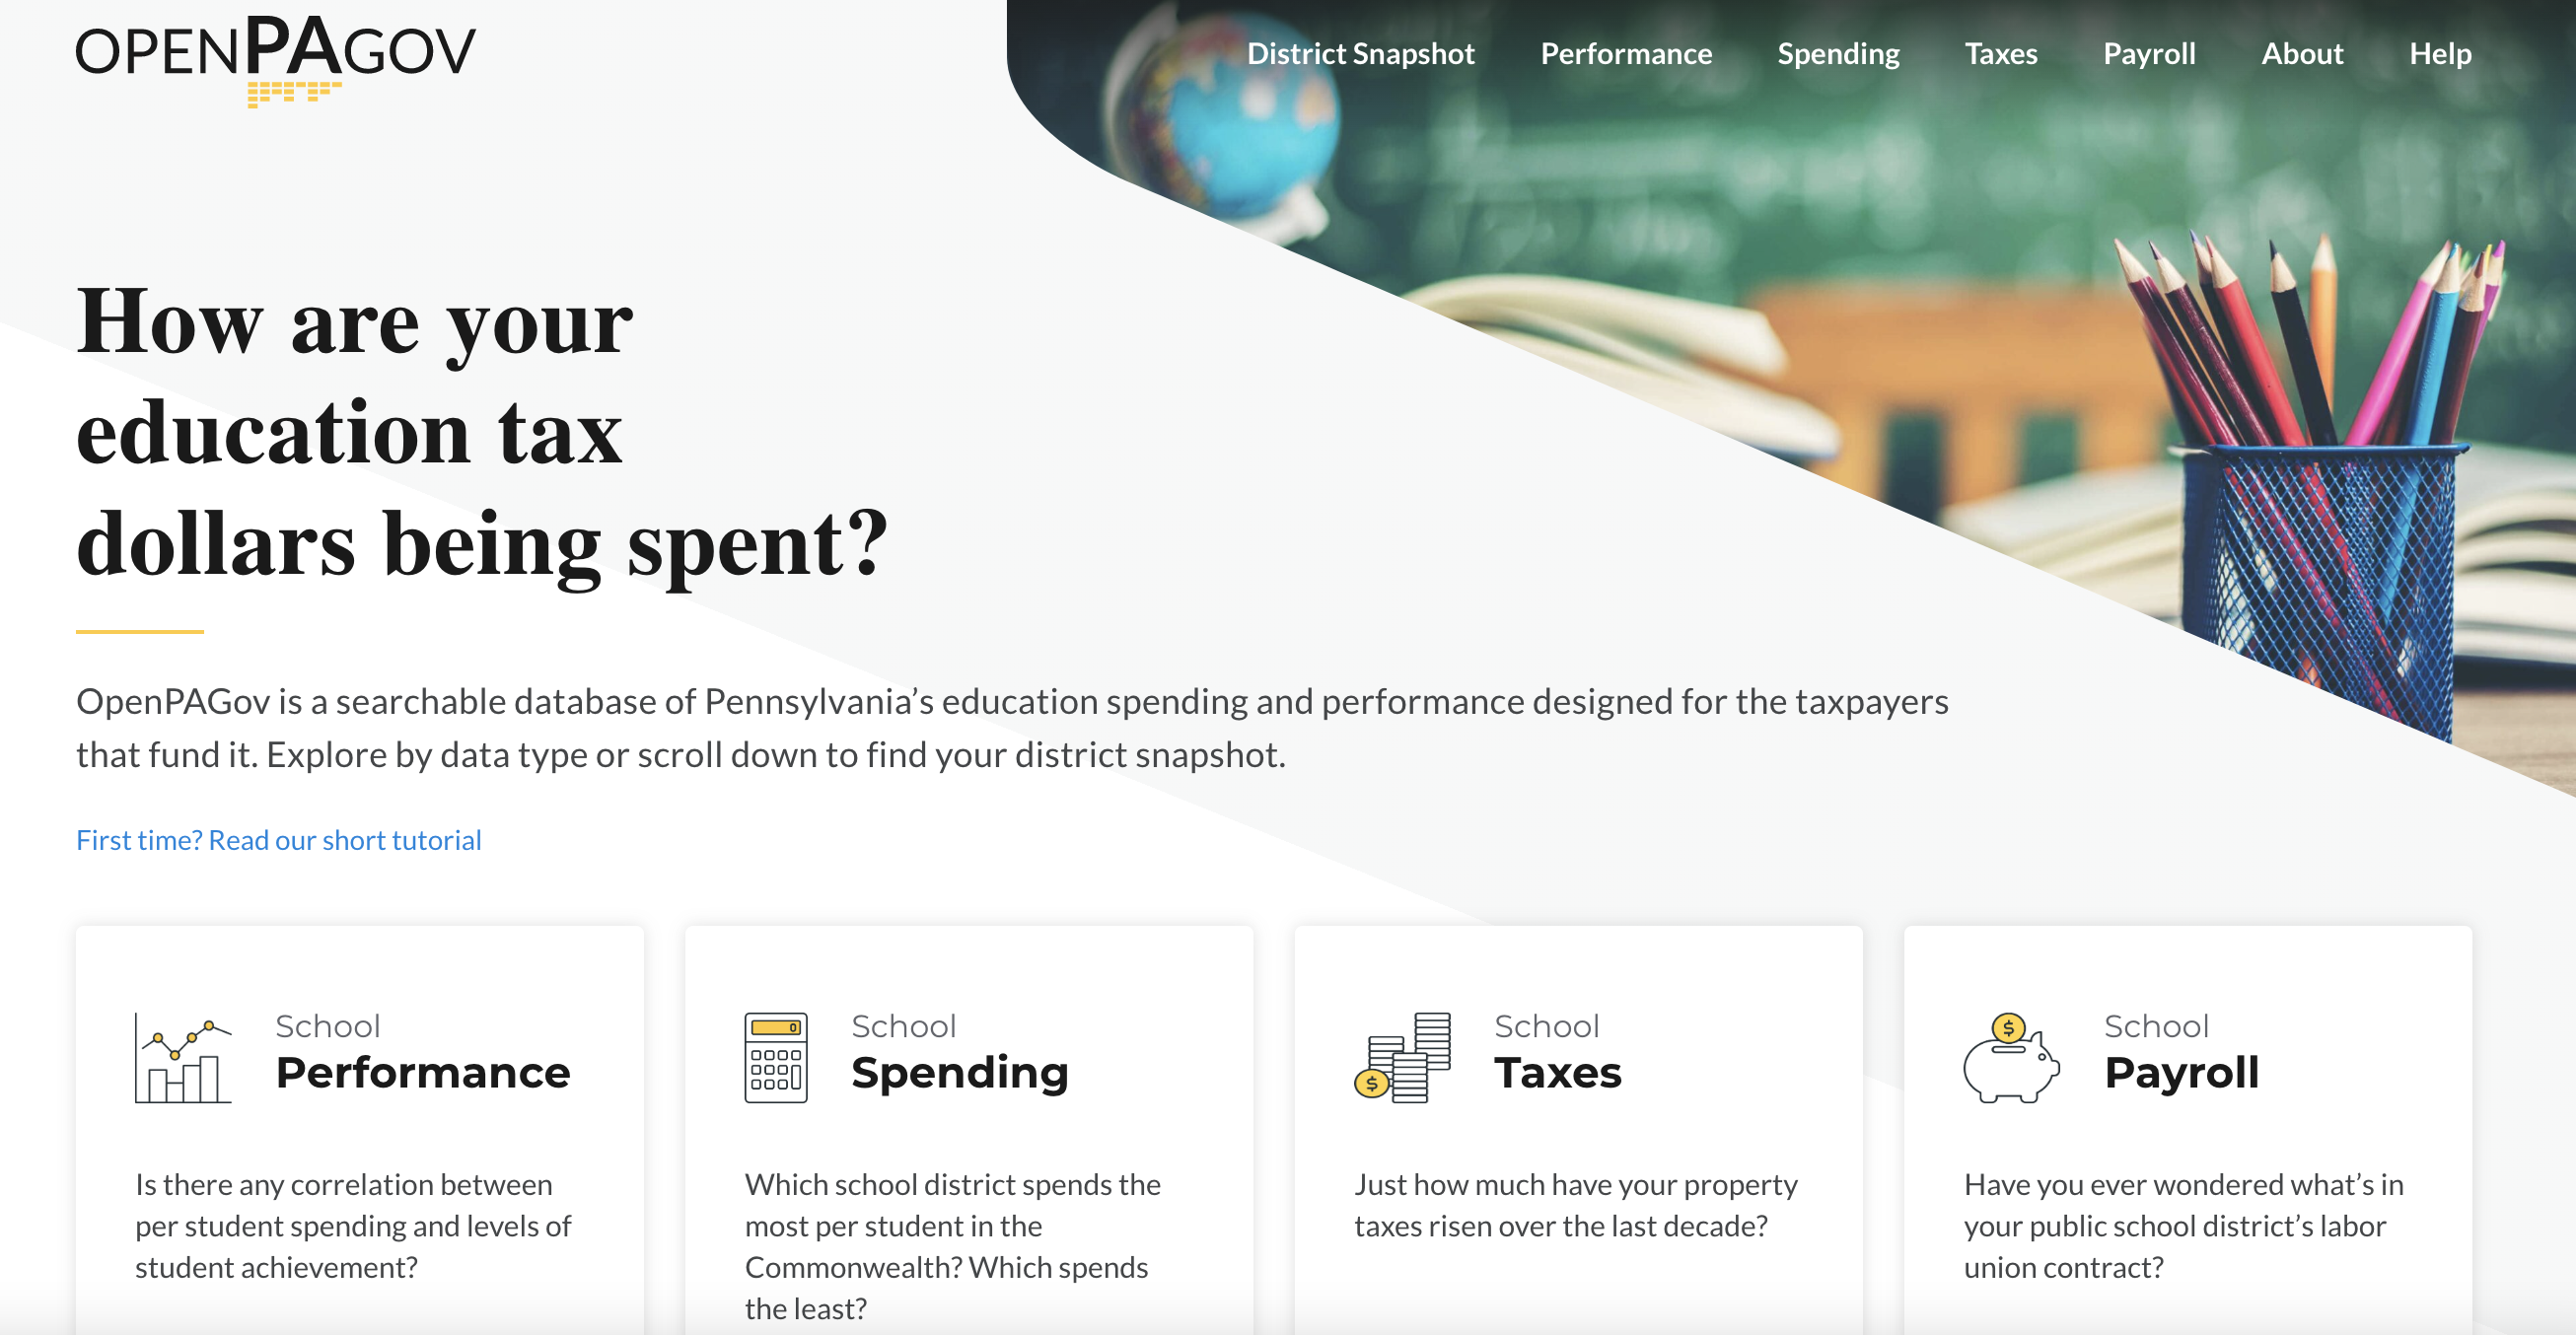 OPENPAGOV
District Snapshot Performance Spending Taxes Payroll About Help
How are your
education tax
dollars being spent?
OpenPAGov is a searchable database of Pennsylvania’s education spending and performance designed for the taxpayers
that fund it. Explore by data type or scroll down to find your district snapshot.
First time? Read our short tutorial
School
Performance
Is there any correlation between
per student spending and levels of
student achievement?
0
School
Spending
Which school district spends the
most per student in the
Commonwealth? Which spends
the least?
$
School
Taxes
Just how much have your property
taxes risen over the last decade?
$
School
Payroll
Have you ever wondered what’s in
your public school district’s labor
union contract?